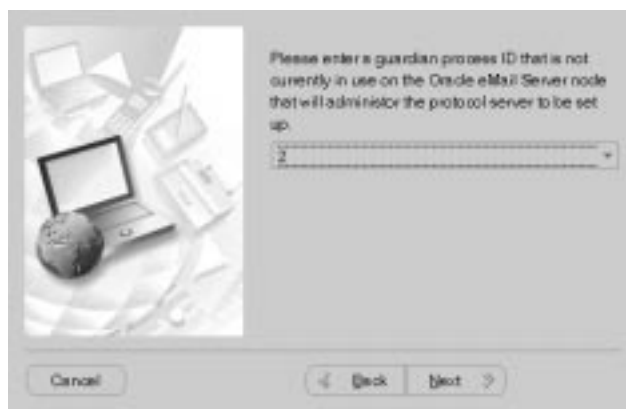 Please enter a guardian process ID that is not
currently in use on the Oracle eMail Server node
that will administer the protocol server to be set
up.
2
Cancel
Back Next